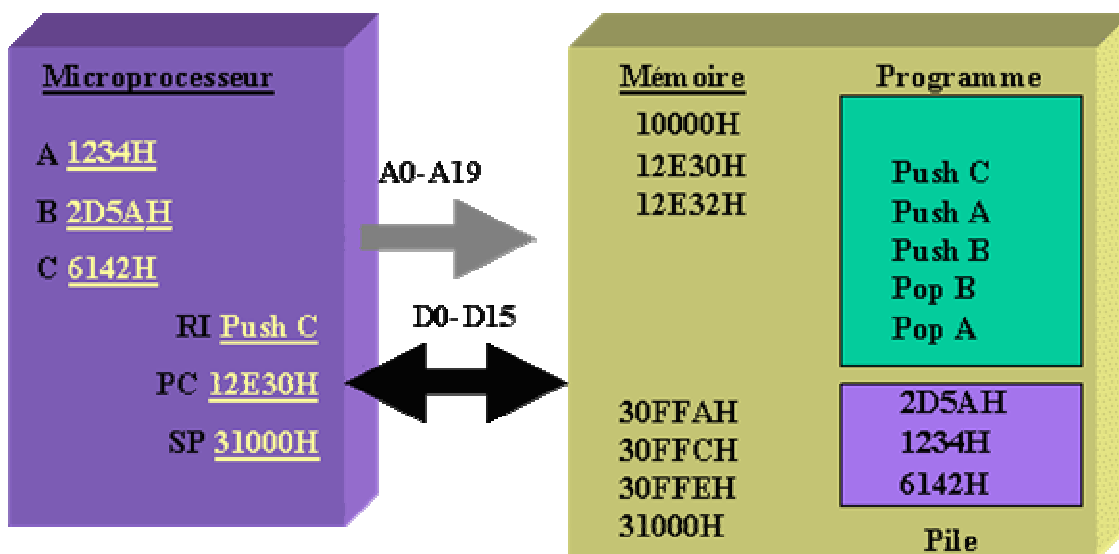 Microprocesseur
A 1234H
B 2D5AH
C 6142H
RI Push C
PC 12E30H
SP 31000H
A0-A19
D0-D15
Mémoire
10000H
12E30H
12E32H
30FFAH
30FFCH
30FFEH
31000H
Programme
Push C
Push A
Push B
Pop B
Pop A
2D5AH
1234H
6142H
Pile